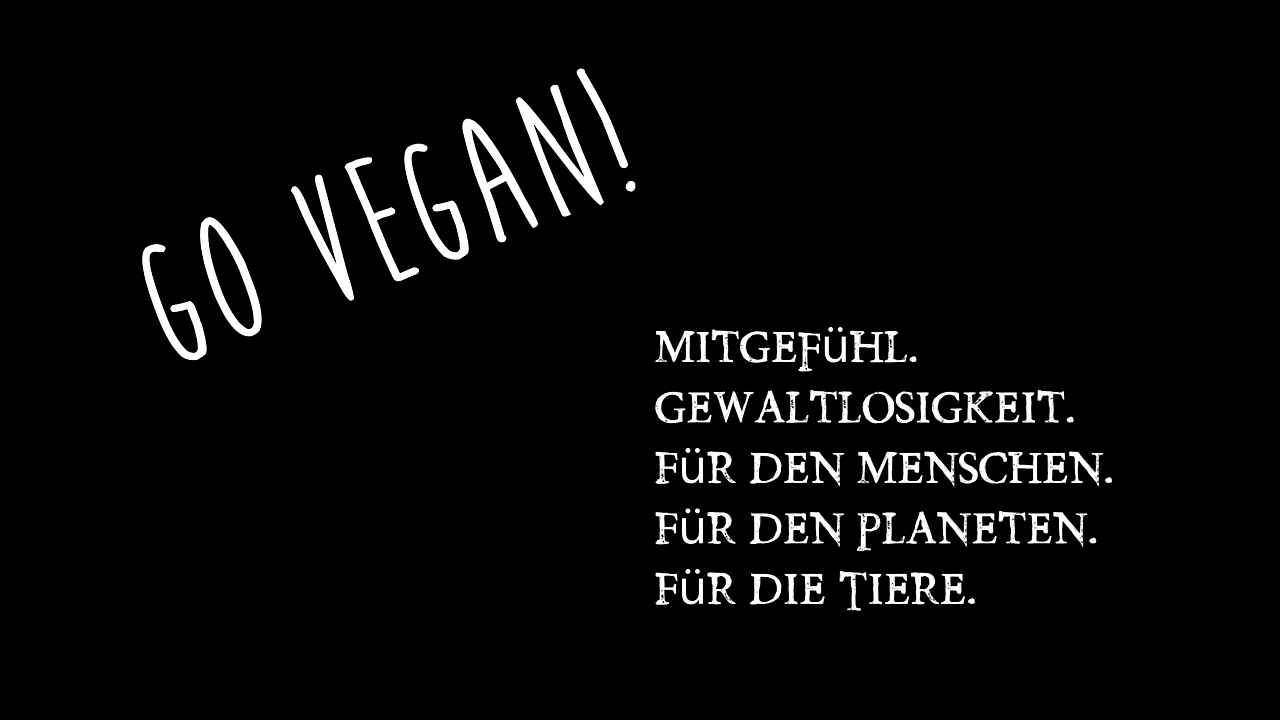 GO VEGAN!
MITGEFÜHL.
GEWALTLOSIGKEIT.
FÜR DEN MENSCHEN.
FÜR DEN PLANETEN.
FÜR DIE TIERE.